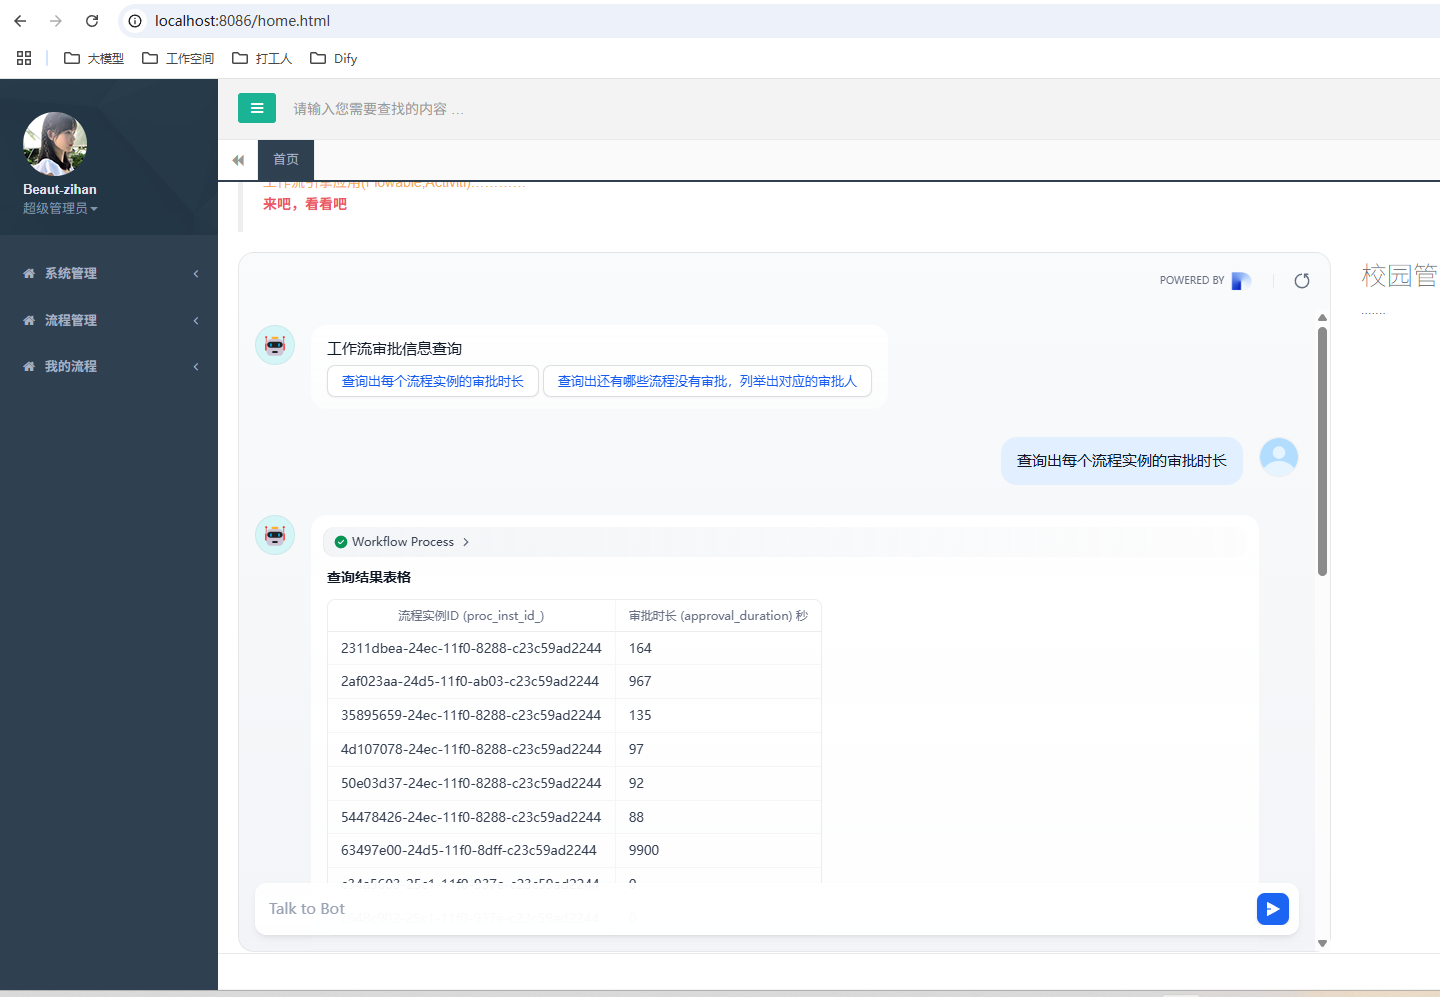 localhost:8086/home.html
大模型
工作空间
打工人
Dify
请输入您需要查找的内容 …
首页
Beaut-zihan
超级管理员
系统管理
流程管理
我的流程
工作流引擎应用(Flowable,Activiti)…………
来吧，看看吧
POWERED BY
校园管
.......
工作流审批信息查询
查询出每个流程实例的审批时长
查询出还有哪些流程没有审批，列举出对应的审批人
查询出每个流程实例的审批时长
Workflow Process
查询结果表格
流程实例ID (proc_inst_id_) 审批时长 (approval_duration) 秒
2311dbea-24ec-11f0-8288-c23c59ad2244 164
2af023aa-24d5-11f0-ab03-c23c59ad2244 967
35895659-24ec-11f0-8288-c23c59ad2244 135
4d107078-24ec-11f0-8288-c23c59ad2244 97
50e03d37-24ec-11f0-8288-c23c59ad2244 92
54478426-24ec-11f0-8288-c23c59ad2244 88
63497e00-24d5-11f0-8dff-c23c59ad2244 9900
Talk to Bot